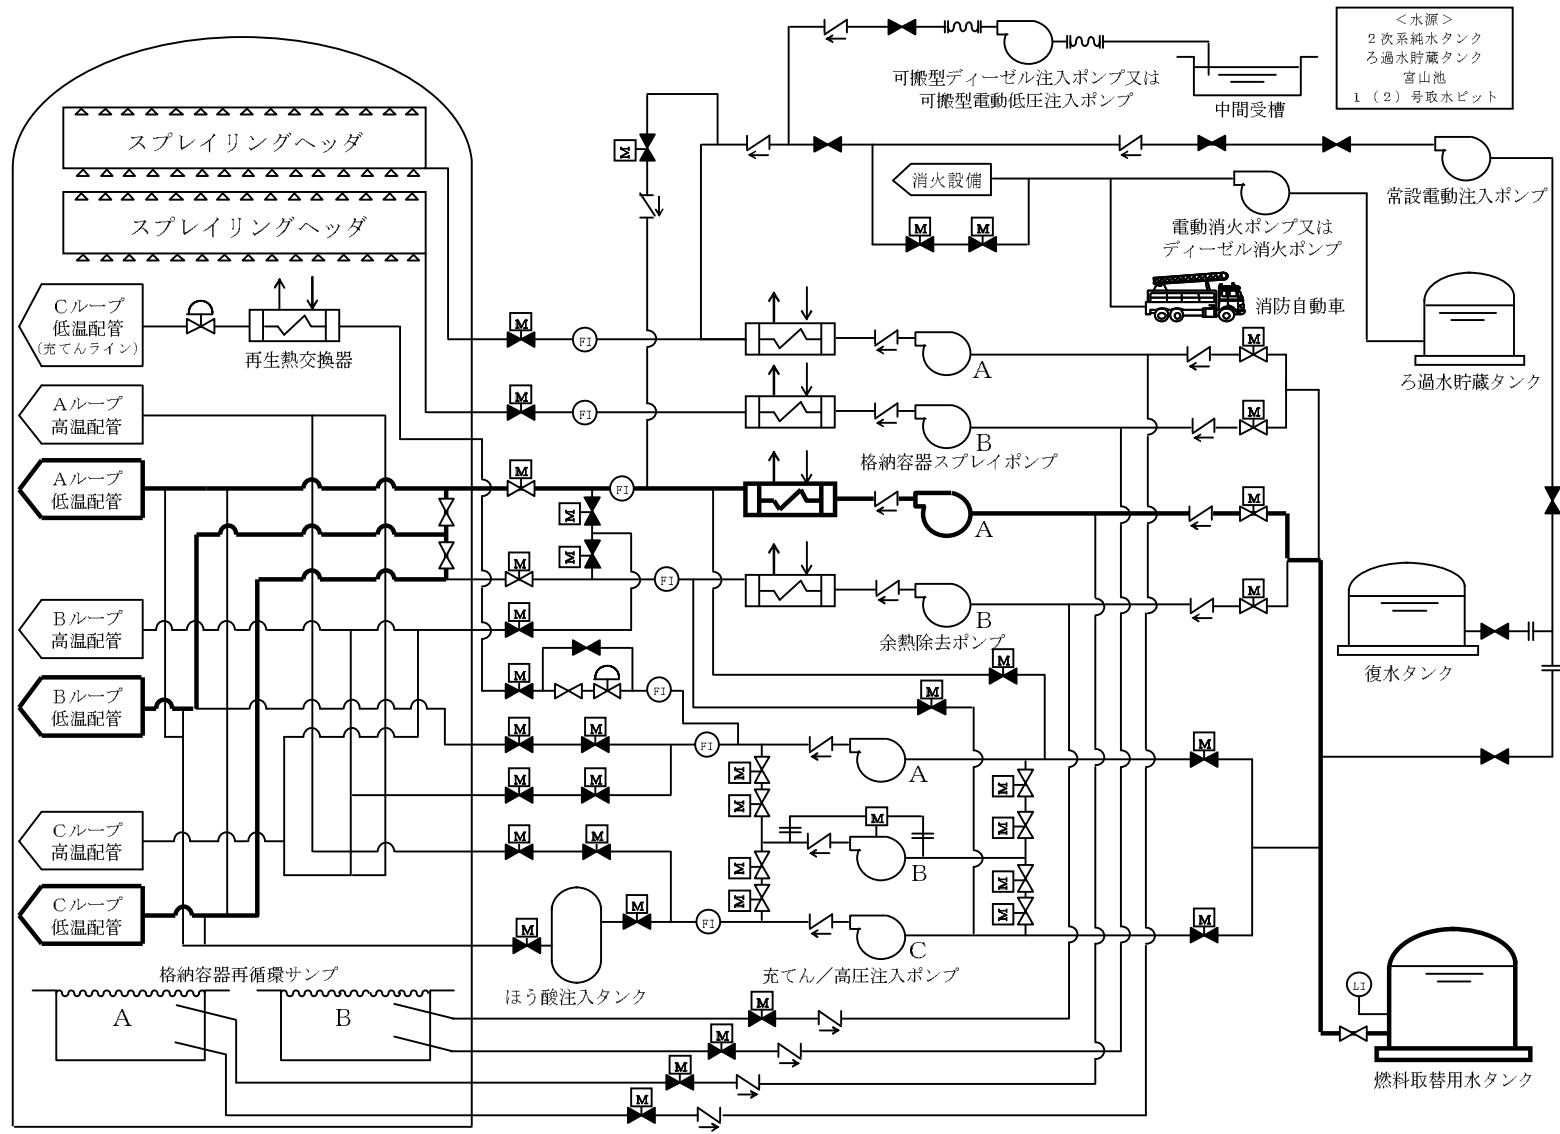 ＜水源＞
２次系純水タンク
ろ過水貯蔵タンク
宮山池
１（２）号取水ピット
可搬型ディーゼル注入ポンプ又は
可搬型電動低圧注入ポンプ
中間受槽
スプレイリングヘッダ
スプレイリングヘッダ
M
消火設備
常設電動注入ポンプ
M
M
電動消火ポンプ又は
ディーゼル消火ポンプ
消防自動車
ろ過水貯蔵タンク
Cループ
低温配管
(充てんライン)
再生熱交換器
M
FI
A
M
Aループ
高温配管
M
FI
B
M
格納容器スプレイポンプ
Aループ
低温配管
M
FI
A
M
M
M
M
FI
B
M
余熱除去ポンプ
Bループ
高温配管
M
復水タンク
M
FI
M
M
Bループ
低温配管
M
M
FI
A
M
M
M
M
M
M
M
M
M
B
M
M
M
M
Cループ
高温配管
M
M
Cループ
低温配管
M
M
FI
C
M
充てん／高圧注入ポンプ
ほう酸注入タンク
格納容器再循環サンプ
A
B
M
M
M
M
LI
燃料取替用水タンク